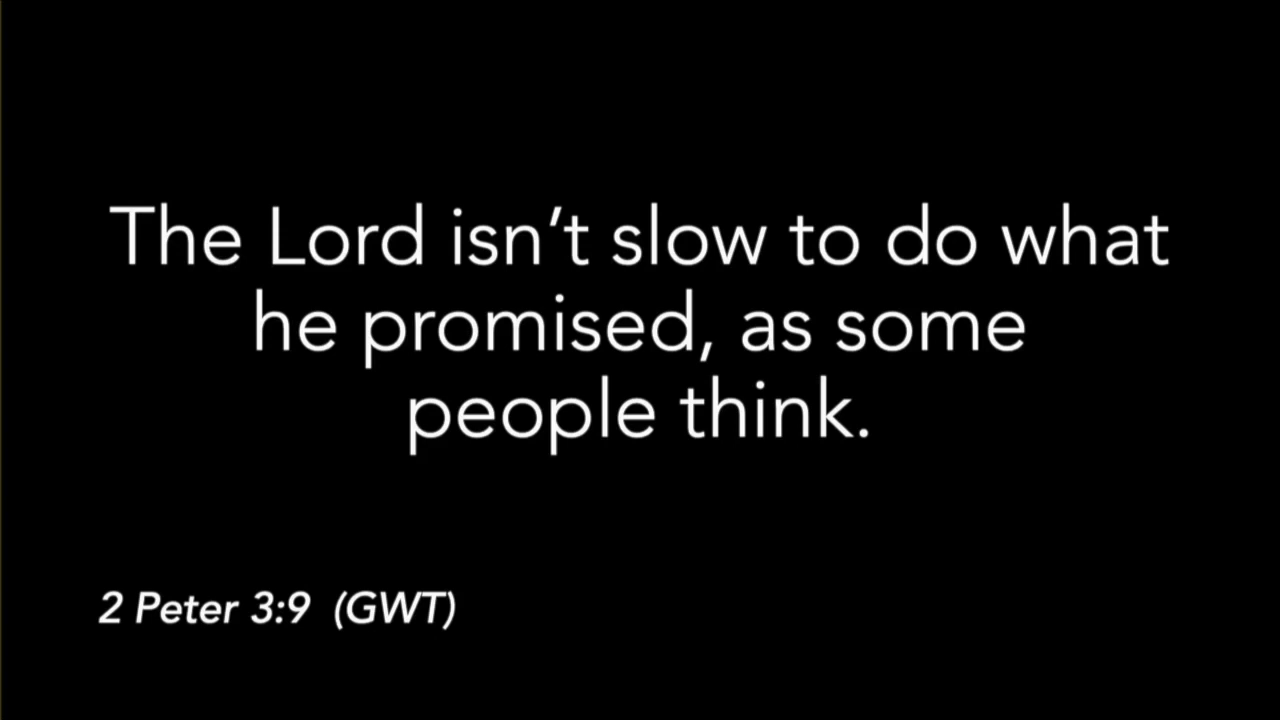 The Lord isn’t slow to do what
he promised, as some
people think.
2 Peter 3:9  (GWT)